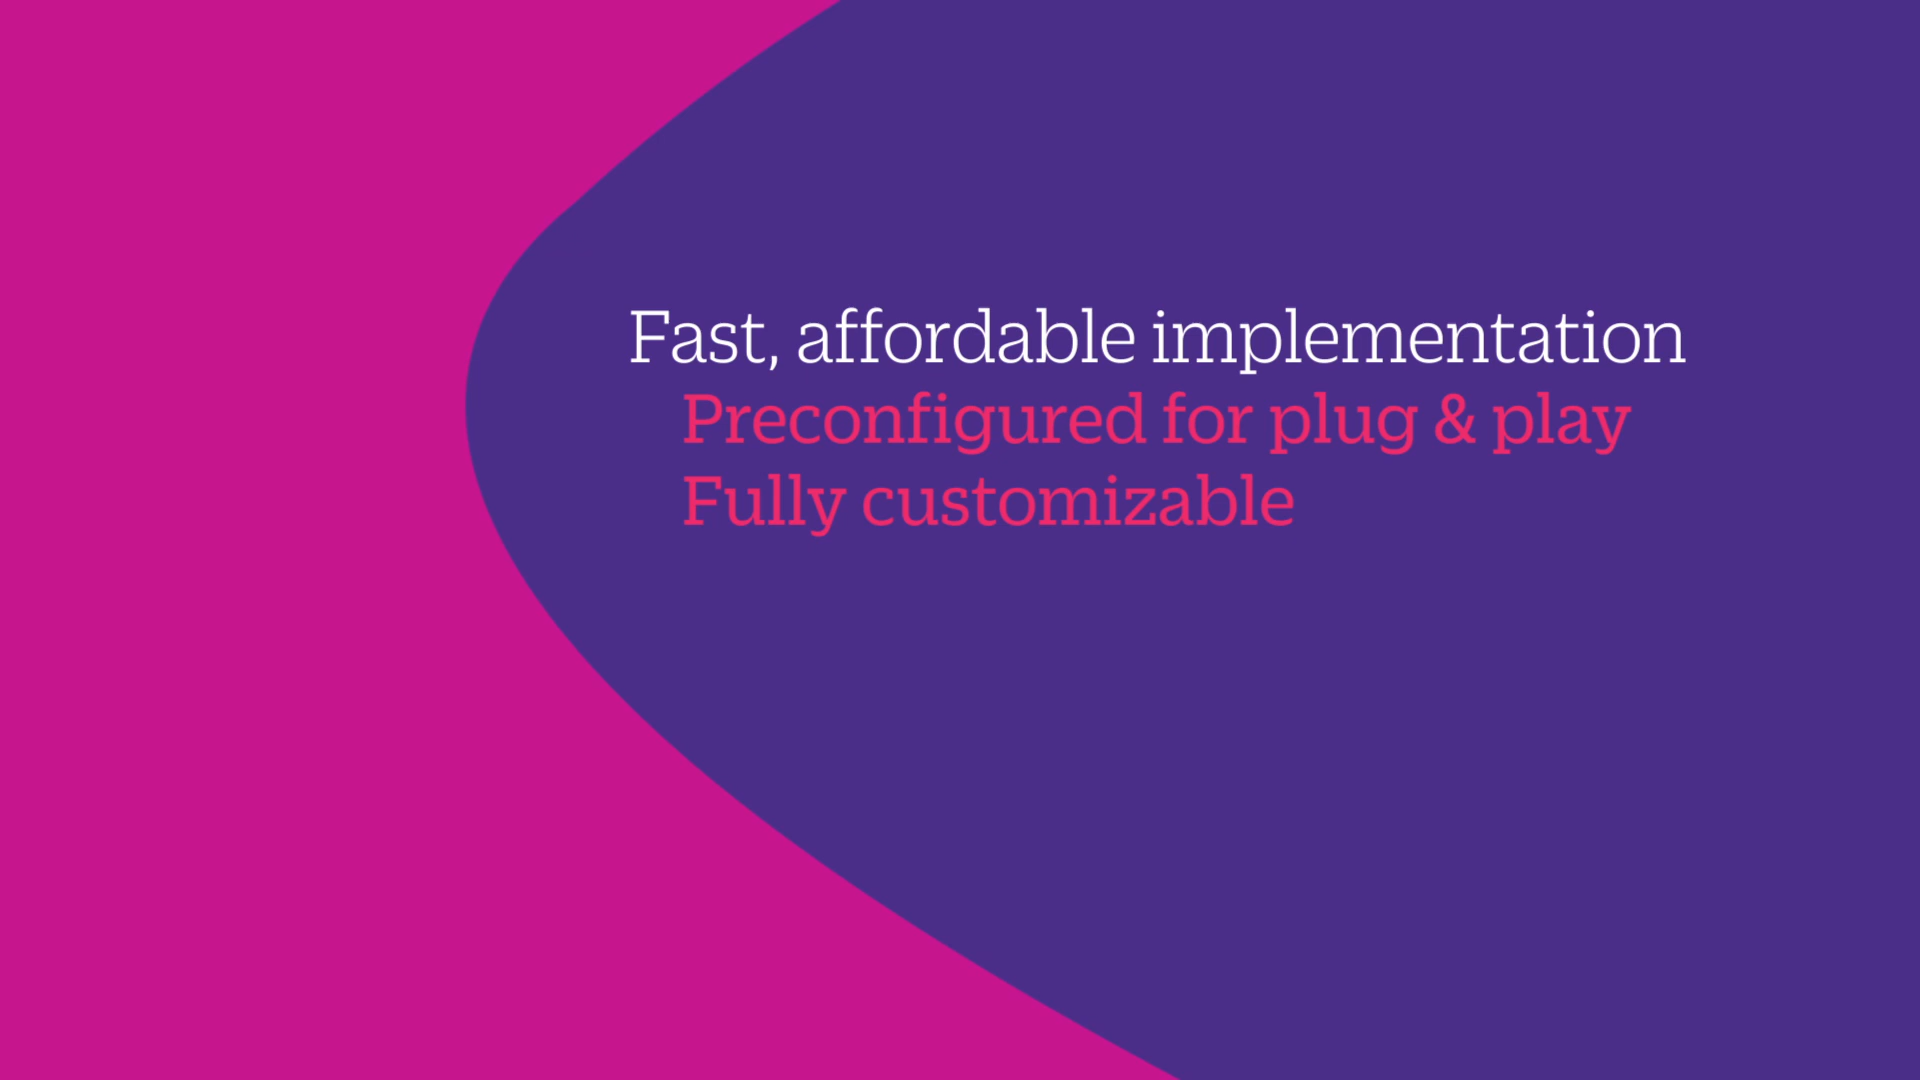 Fast, affordable implementation
Preconfigured for plug & play
Fully customizable